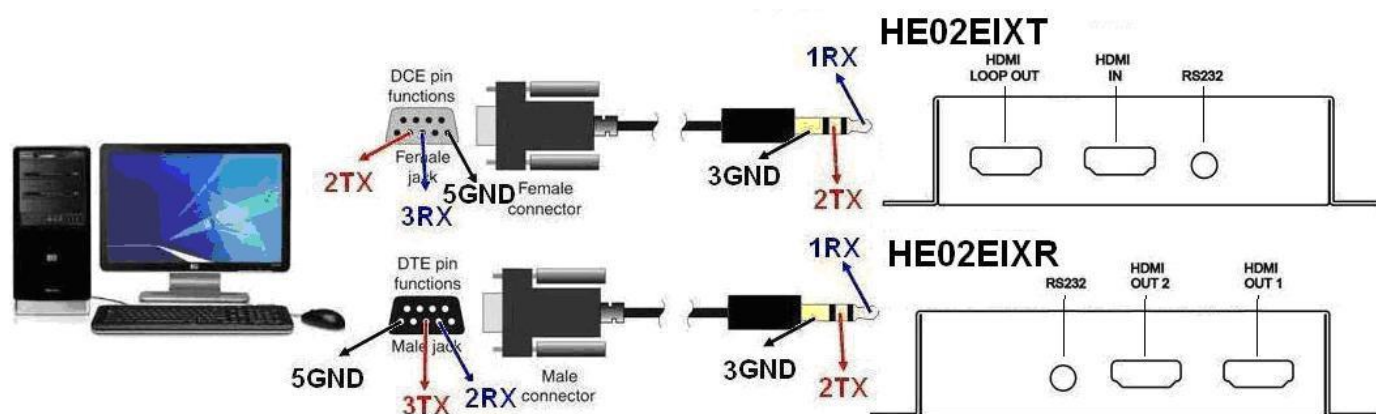 HE02EIXT
1RX
HDMI
LOOP OUT
HDMI
IN
RS232
DCE pin
functions
Female
jack
2TX
3RX
5GND
Female
connector
3GND
2TX
1RX
HE02EIXR
DTE pin
functions
Male jack
5GND
3TX
2RX
Male
connector
3GND
2TX
RS232
HDMI
OUT 2
HDMI
OUT 1